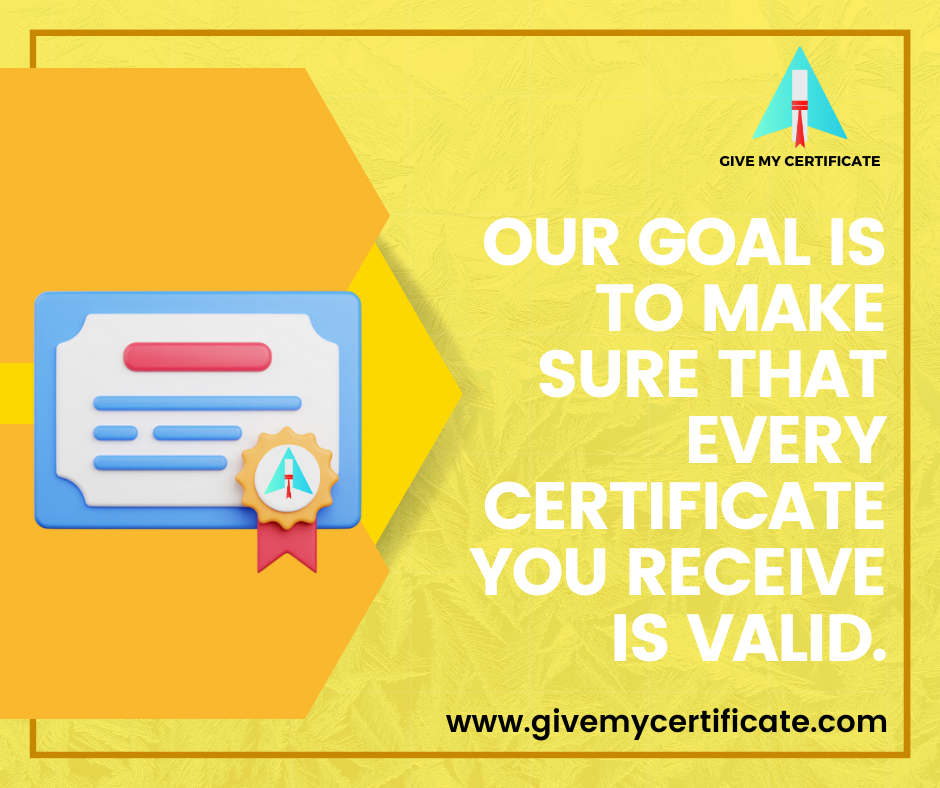 GIVE MY CERTIFICATE
OUR GOAL IS
TO MAKE
SURE THAT
EVERY
CERTIFICATE
YOU RECEIVE
IS VALID.
www.givemycertificate.com